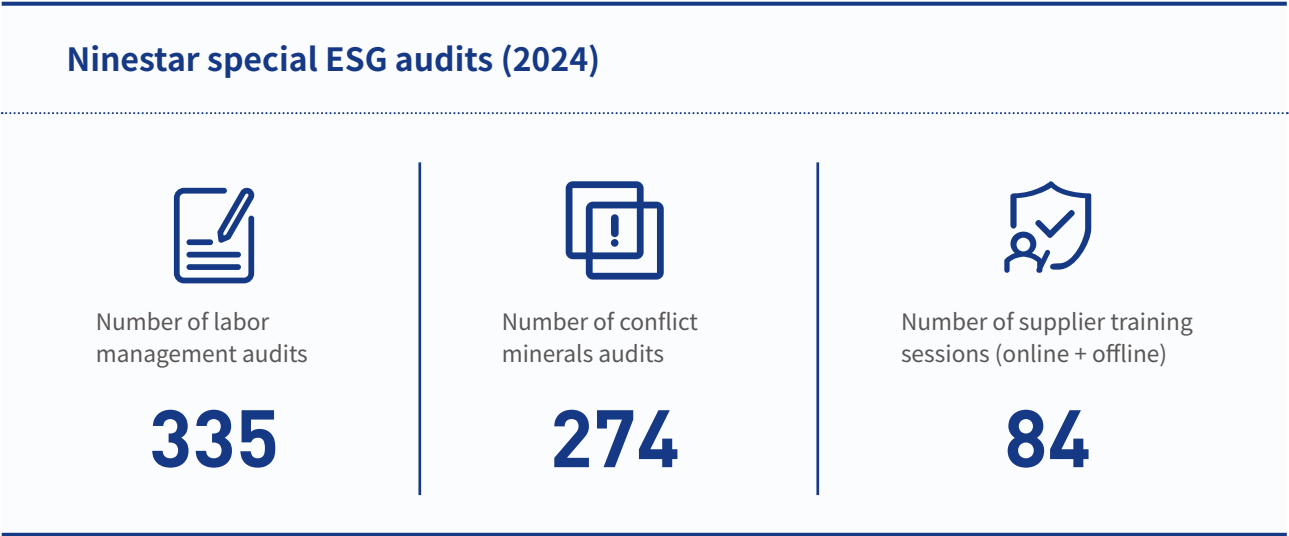 Ninestar special ESG audits (2024)
Number of labor
management audits
335
Number of conflict
minerals audits
274
Number of supplier training
sessions (online + offline)
84